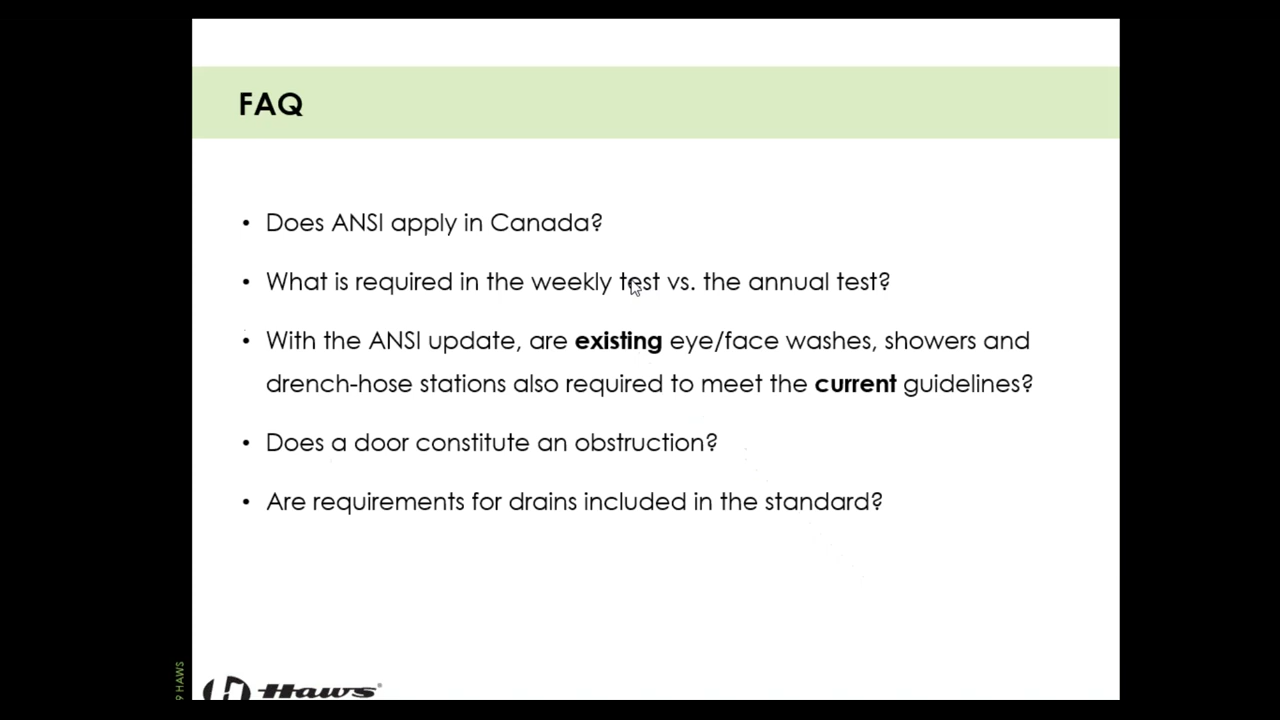 FAQ
• Does ANSI apply in Canada?
• What is required in the weekly test vs. the annual test?
• With the ANSI update, are existing eye/face washes, showers and
drench-hose stations also required to meet the current guidelines?
• Does a door constitute an obstruction?
• Are requirements for drains included in the standard?
9 HAWS
Haws®